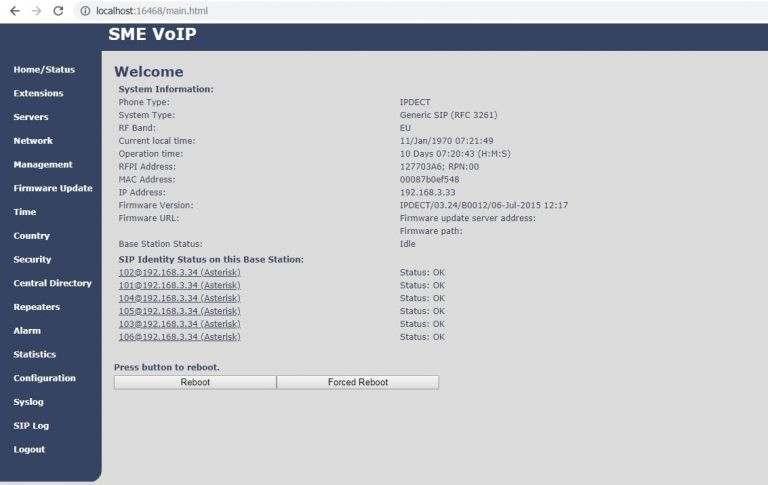 localhost:16468/main.html
SME VoIP
Home/Status
Extensions
Servers
Network
Management
Firmware Update
Time
Country
Security
Central Directory
Repeaters
Alarm
Statistics
Configuration
Syslog
SIP Log
Logout
Welcome
System Information:
Phone Type: IPDECT
System Type: Generic SIP (RFC 3261)
RF Band: EU
Current local time: 11/Jan/1970 07:21:49
Operation time: 10 Days 07:20:43 (H:M:S)
RFPI Address: 127703A6; RPN:00
MAC Address: 00087b0ef548
IP Address: 192.168.3.33
Firmware Version: IPDECT/03.24/B0012/06-Jul-2015 12:17
Firmware URL: Firmware update server address:
Firmware path:
Base Station Status: Idle
SIP Identity Status on this Base Station:
102@192.168.3.34 (Asterisk) Status: OK
101@192.168.3.34 (Asterisk) Status: OK
104@192.168.3.34 (Asterisk) Status: OK
105@192.168.3.34 (Asterisk) Status: OK
103@192.168.3.34 (Asterisk) Status: OK
106@192.168.3.34 (Asterisk) Status: OK
Press button to reboot.
Reboot Forced Reboot